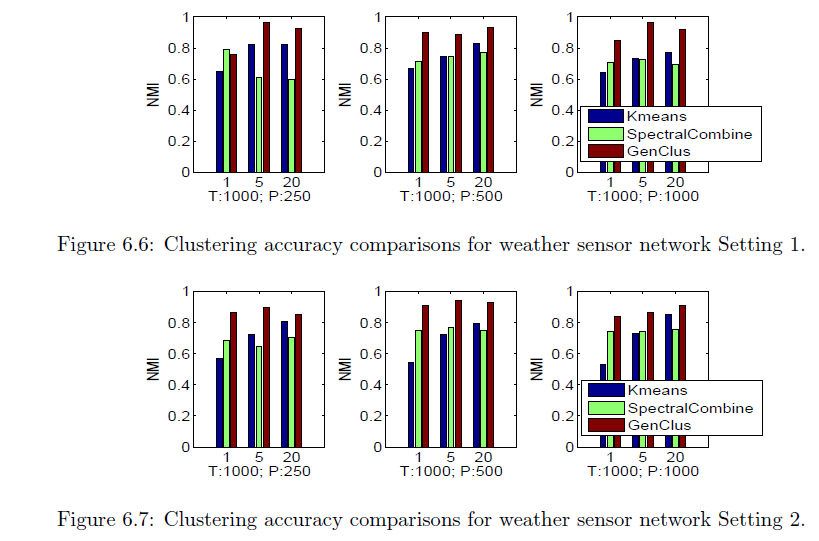 1
0.8
0.6
0.4
0.2
0
NMI
1 5 20
T:1000; P:250
1
0.8
0.6
0.4
0.2
0
NMI
1 5 20
T:1000; P:500
1
0.8
0.6
0.4
0.2
0
NMI
Kmeans
SpectralCombine
GenClus
1 5 20
T:1000; P:1000
Figure 6.6: Clustering accuracy comparisons for weather sensor network Setting 1.
1
0.8
0.6
0.4
0.2
0
NMI
1 5 20
T:1000; P:250
1
0.8
0.6
0.4
0.2
0
NMI
1 5 20
T:1000; P:500
1
0.8
0.6
0.4
0.2
0
NMI
Kmeans
SpectralCombine
GenClus
1 5 20
T:1000; P:1000
Figure 6.7: Clustering accuracy comparisons for weather sensor network Setting 2.